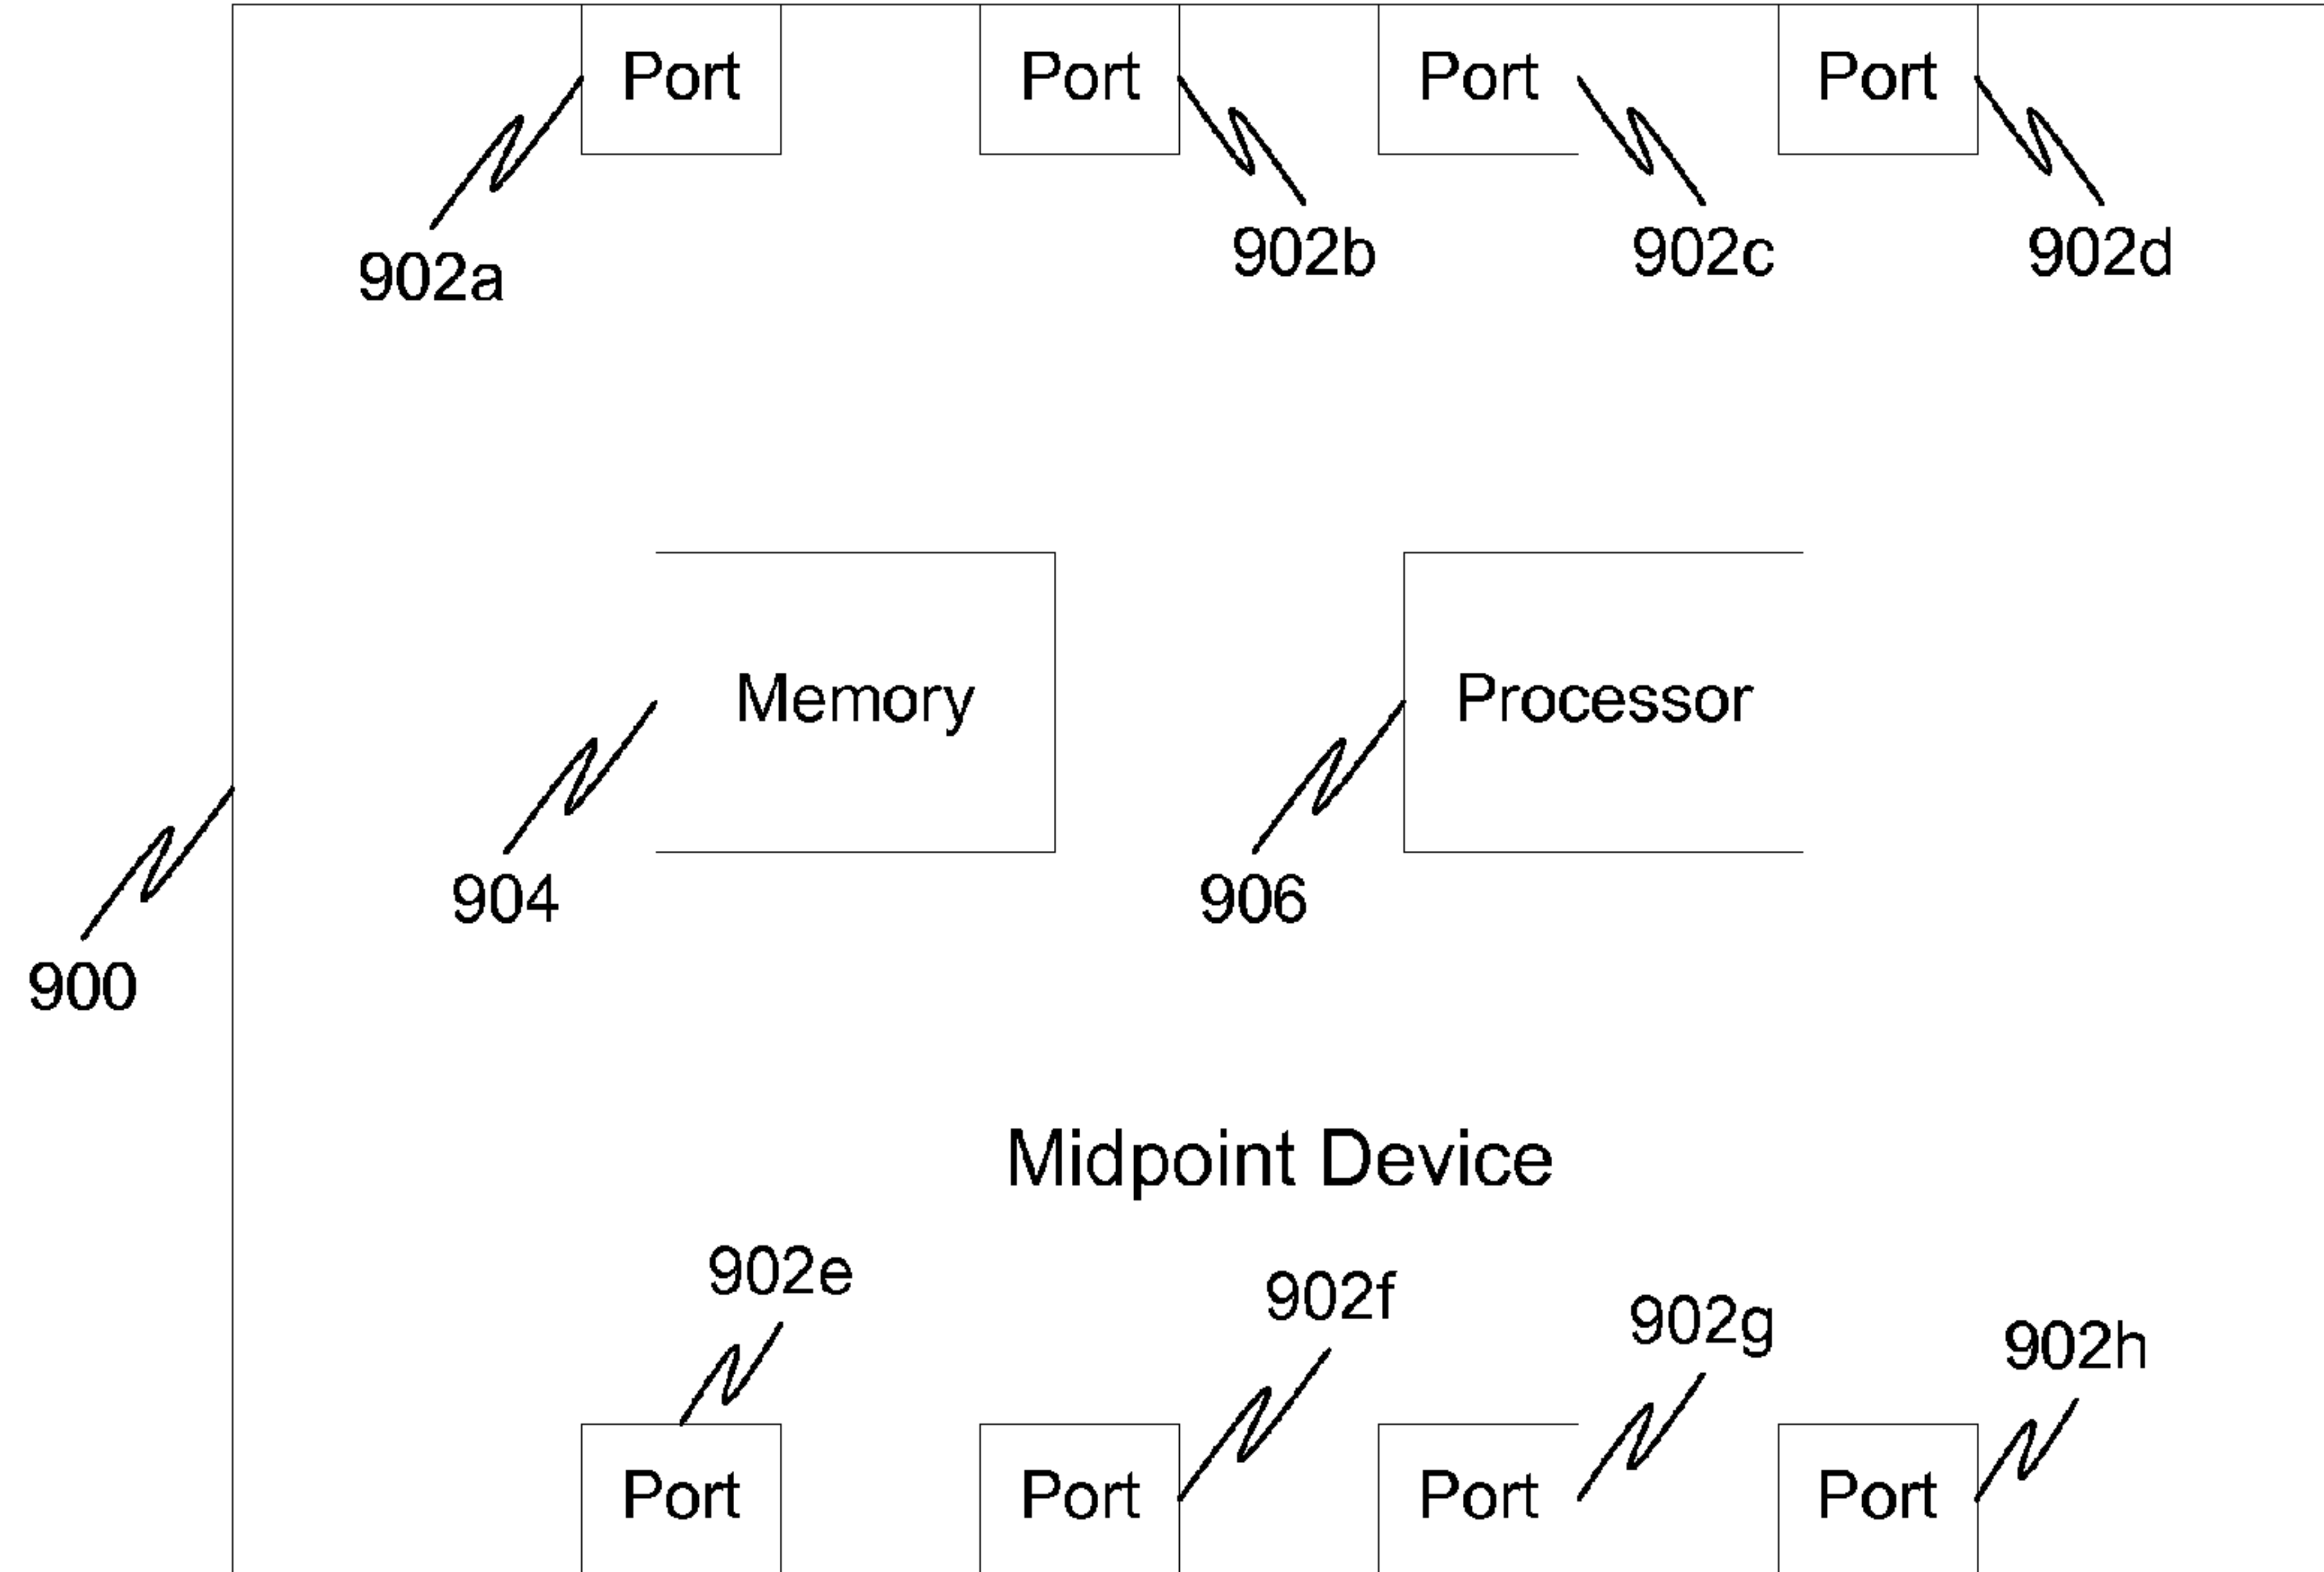 Port Port Port Port
902a 902b 902c 902d
Memory Processor
904 906
900
Midpoint Device
902e 902f 902g 902h
Port Port Port Port